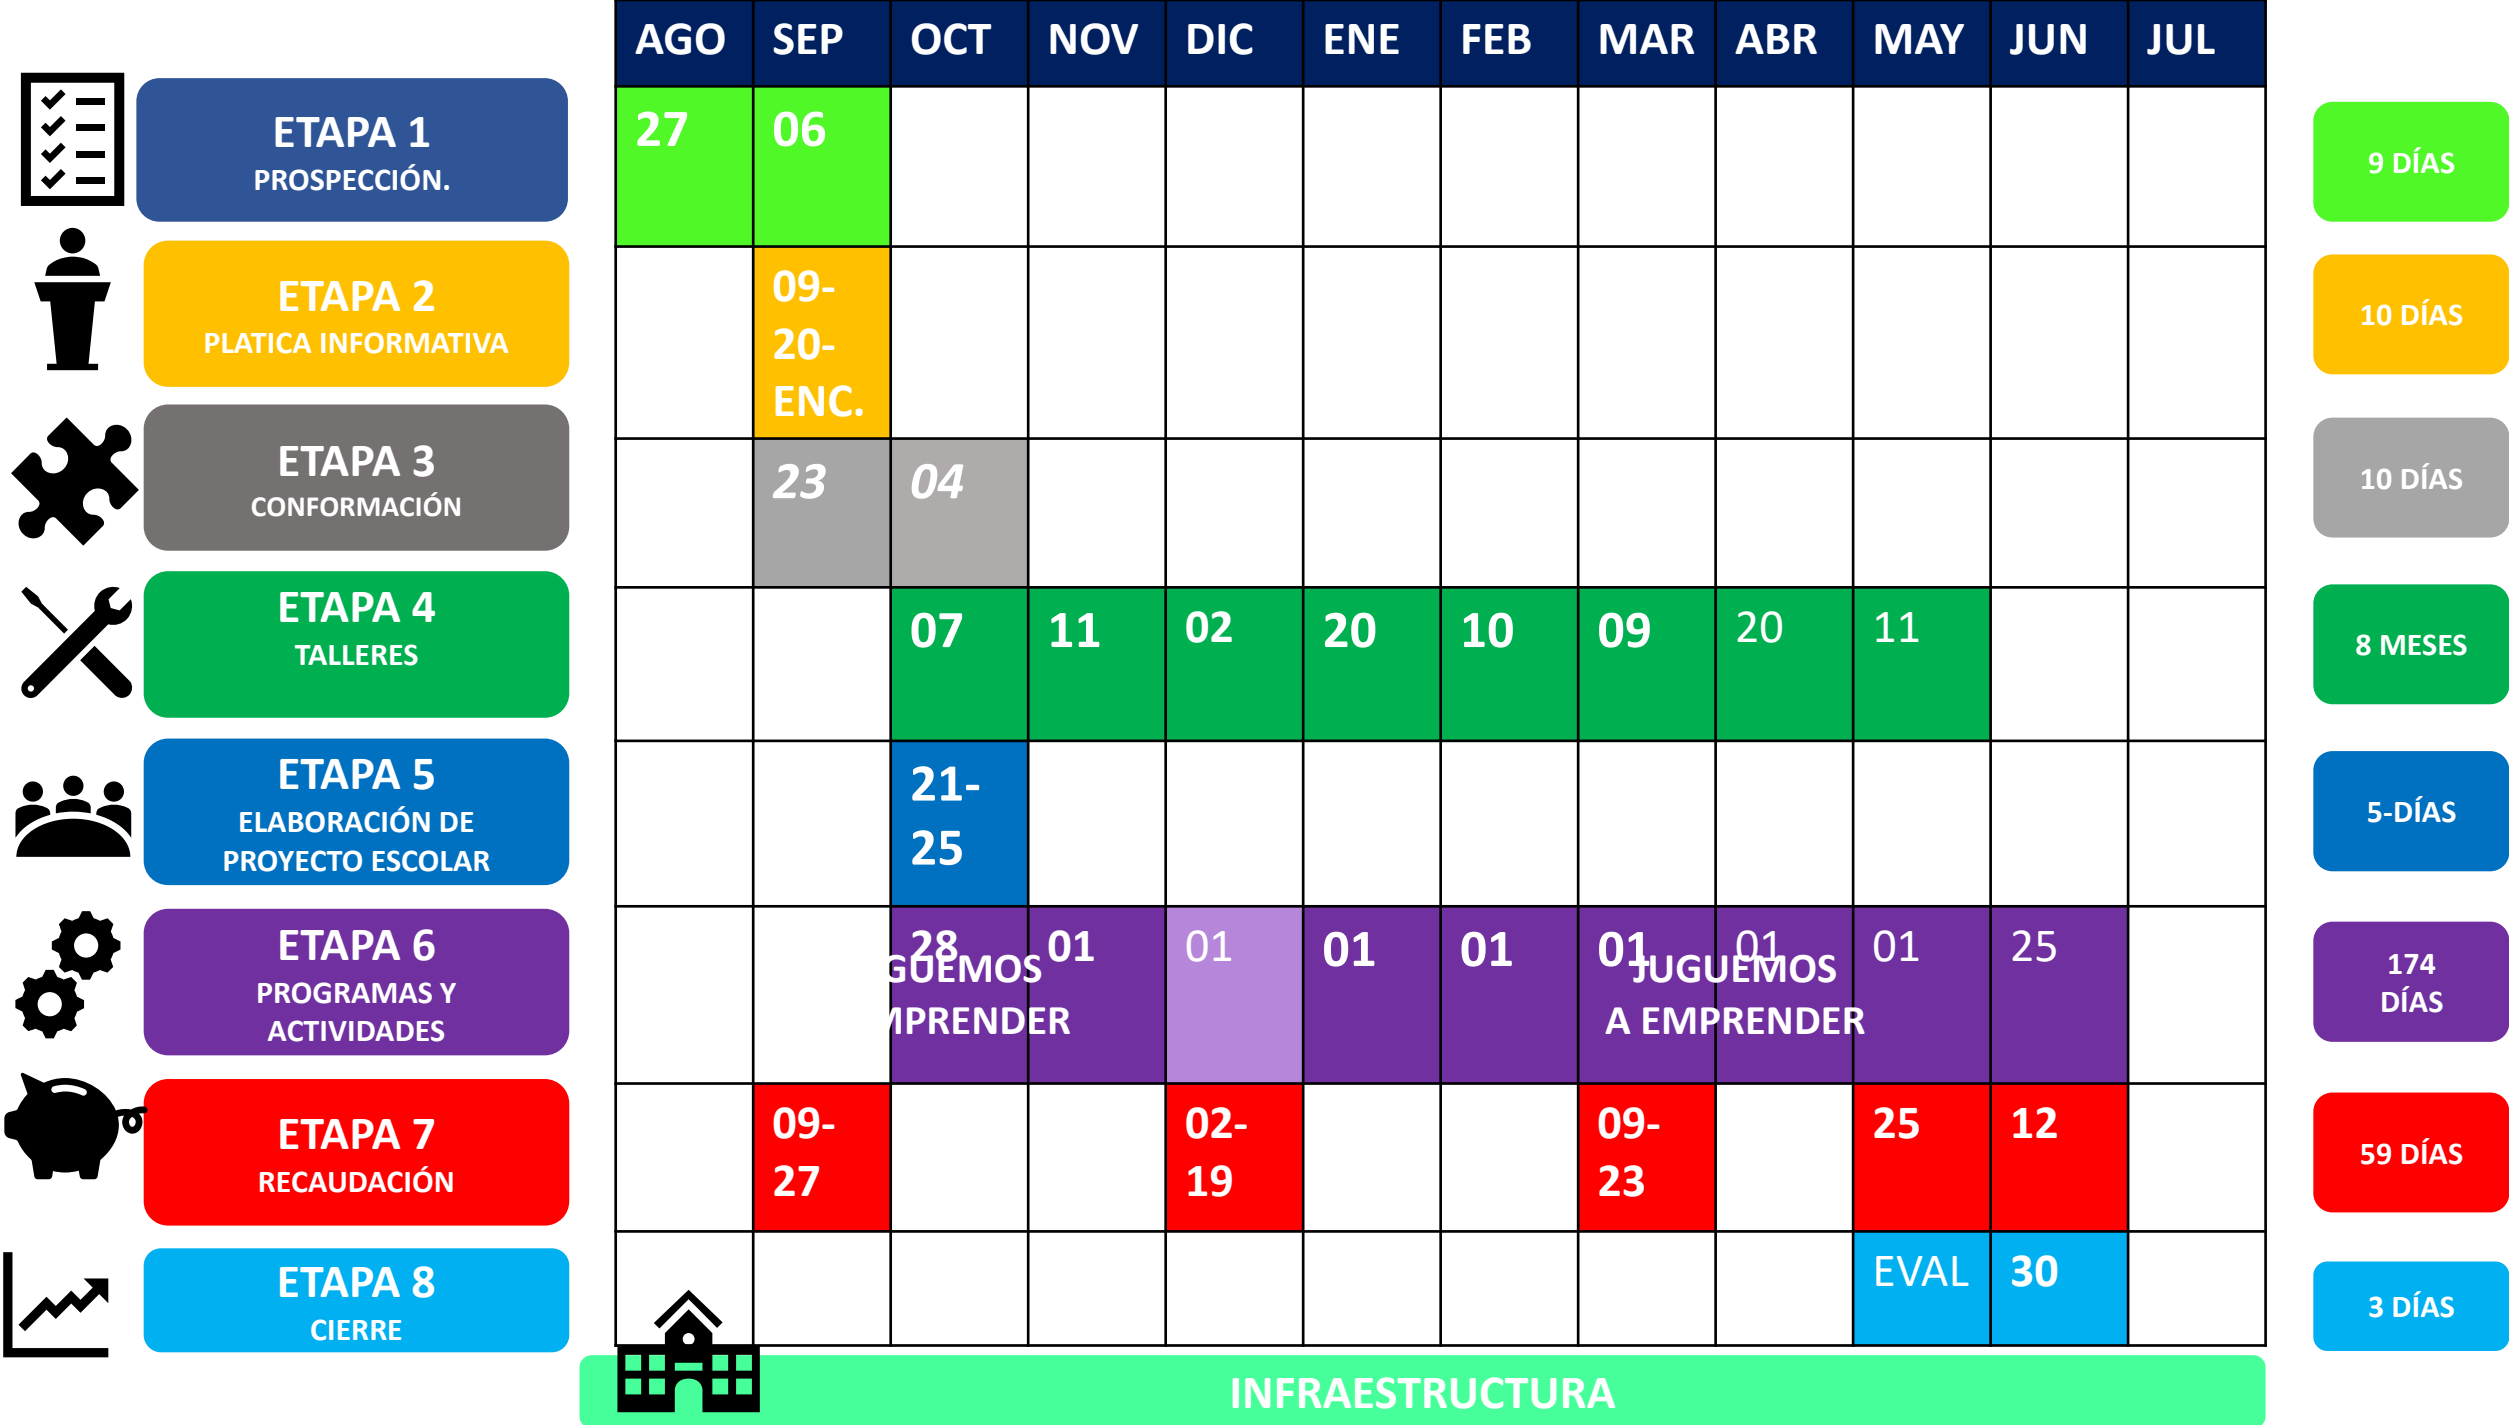 AGO SEP OCT NOV DIC ENE FEB MAR ABR MAY JUN JUL
ETAPA 1
PROSPECCIÓN.
27 06
9 DÍAS
ETAPA 2
PLATICA INFORMATIVA
09-
20-
ENC.
10 DÍAS
ETAPA 3
CONFORMACIÓN
23 04
10 DÍAS
ETAPA 4
TALLERES
07 11 02 20 10 09 20 11
8 MESES
ETAPA 5
ELABORACIÓN DE
PROYECTO ESCOLAR
21-
25
5-DÍAS
ETAPA 6
PROGRAMAS Y
ACTIVIDADES
28 01 01 01 01 01 01 01 25
GUEMOS
MPRENDER
JUGUEMOS
A EMPRENDER
174
DÍAS
ETAPA 7
RECAUDACIÓN
09-
27
02-
19
09-
23
25 12
59 DÍAS
ETAPA 8
CIERRE
EVAL 30
3 DÍAS
INFRAESTRUCTURA